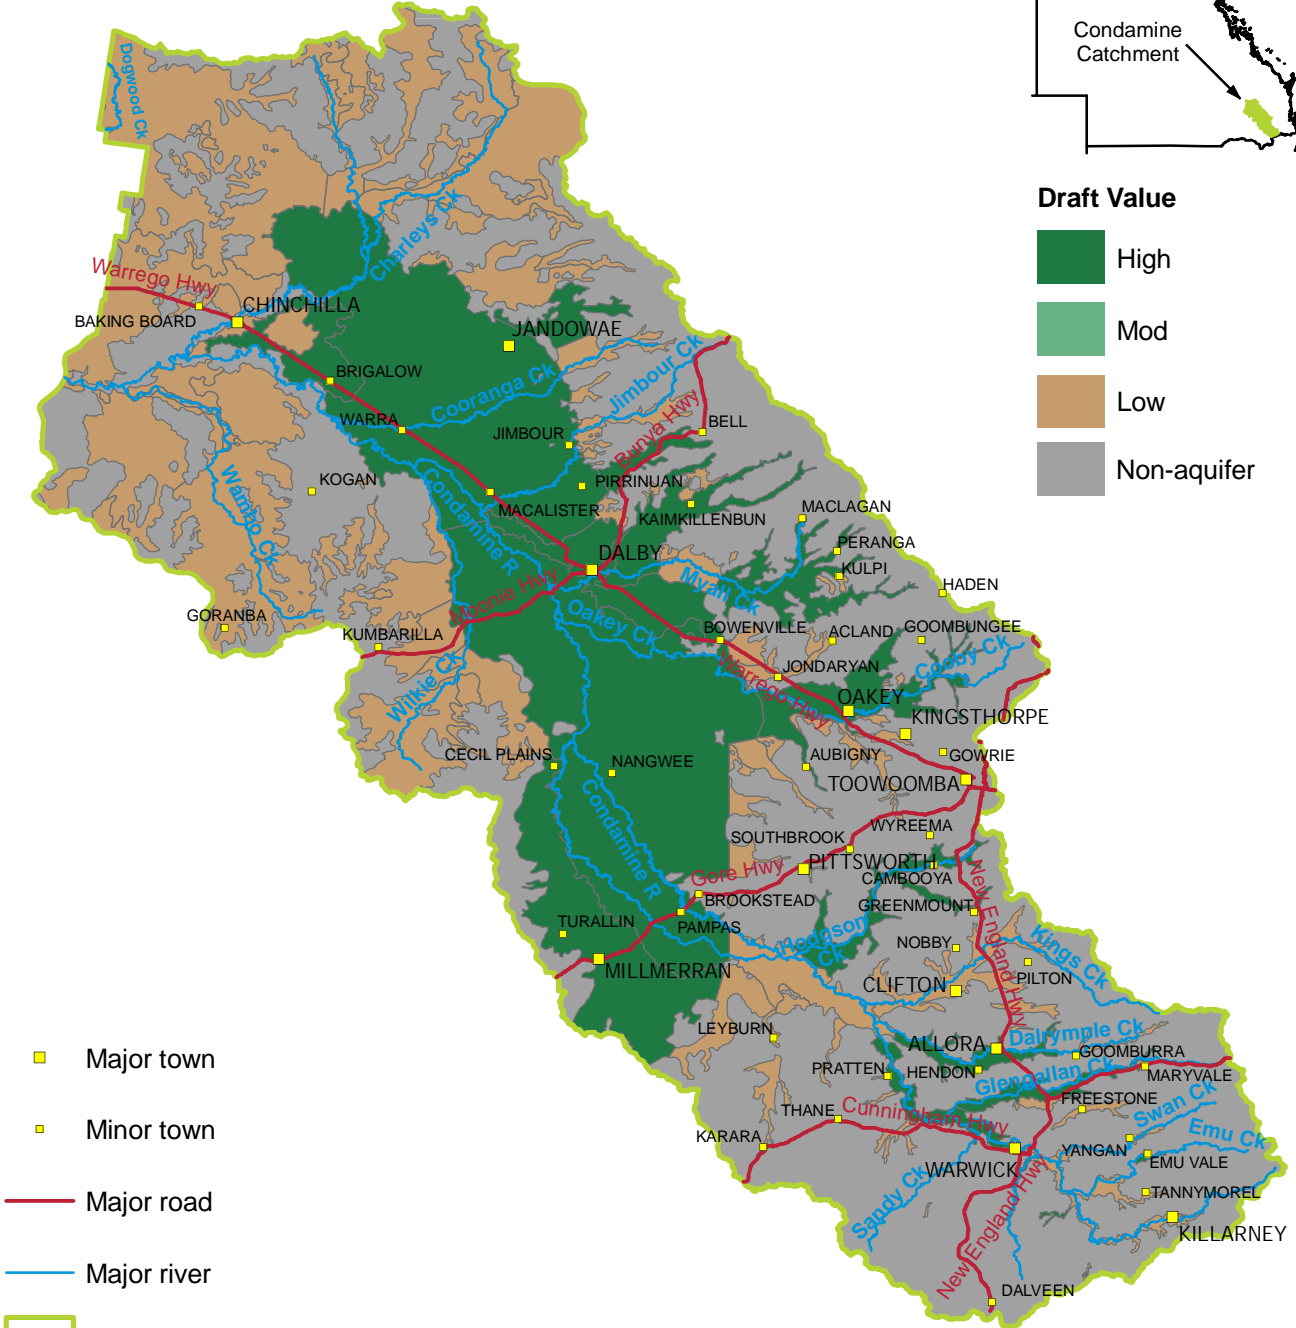 Condamine
Catchment
Draft Value
High
Mod
Low
Non-aquifer
Dogwood Ck
Charleys Ck
Warrego Hwy
CHINCHILLA
BAKING BOARD
JANDOWAE
BRIGALOW
Cooranga Ck
Jimbour Ck
WARRA
JIMBOUR
Bunya Hwy
BELL
KOGAN
Wambo Ck
Condamine R
PIRRINUAN
MACALISTER
KAIMKILLENBUN
MACLAGAN
PERANGA
KULPI
DALBY
Myall Ck
HADEN
Moonie Hwy
GORANBA
KUMBARILLA
Oakey Ck
BOWENVILLE
ACLAND
GOOMBUNGEE
Cooby Ck
JONDARYAN
Warrego Hwy
Wilkie Ck
OAKEY
KINGSTHORPE
CECIL PLAINS
NANGWEE
AUBIGNY
GOWRIE
TOOWOOMBA
Condamine R
SOUTHBROOK
WYREEMA
PITTSWORTH
CAMBOOYA
Gore Hwy
BROOKSTEAD
GREENMOUNT
New England Hwy
TURALLIN
PAMPAS
Hodgson
Ck
NOBBY
Kings Ck
MILLMERRAN
PILTON
CLIFTON
LEYBURN
ALLORA
Dalrymple Ck
GOOMBURRA
PRATTEN
HENDON
Glengallan Ck
MARYVALE
FREESTONE
THANE
Cunningham Hwy
Swan Ck
Emu Ck
KARARA
YANGAN
EMU VALE
WARWICK
Sandy Ck
TANNYMOREL
New England Hwy
KILLARNEY
DALVEEN
Major town
Minor town
Major road
Major river